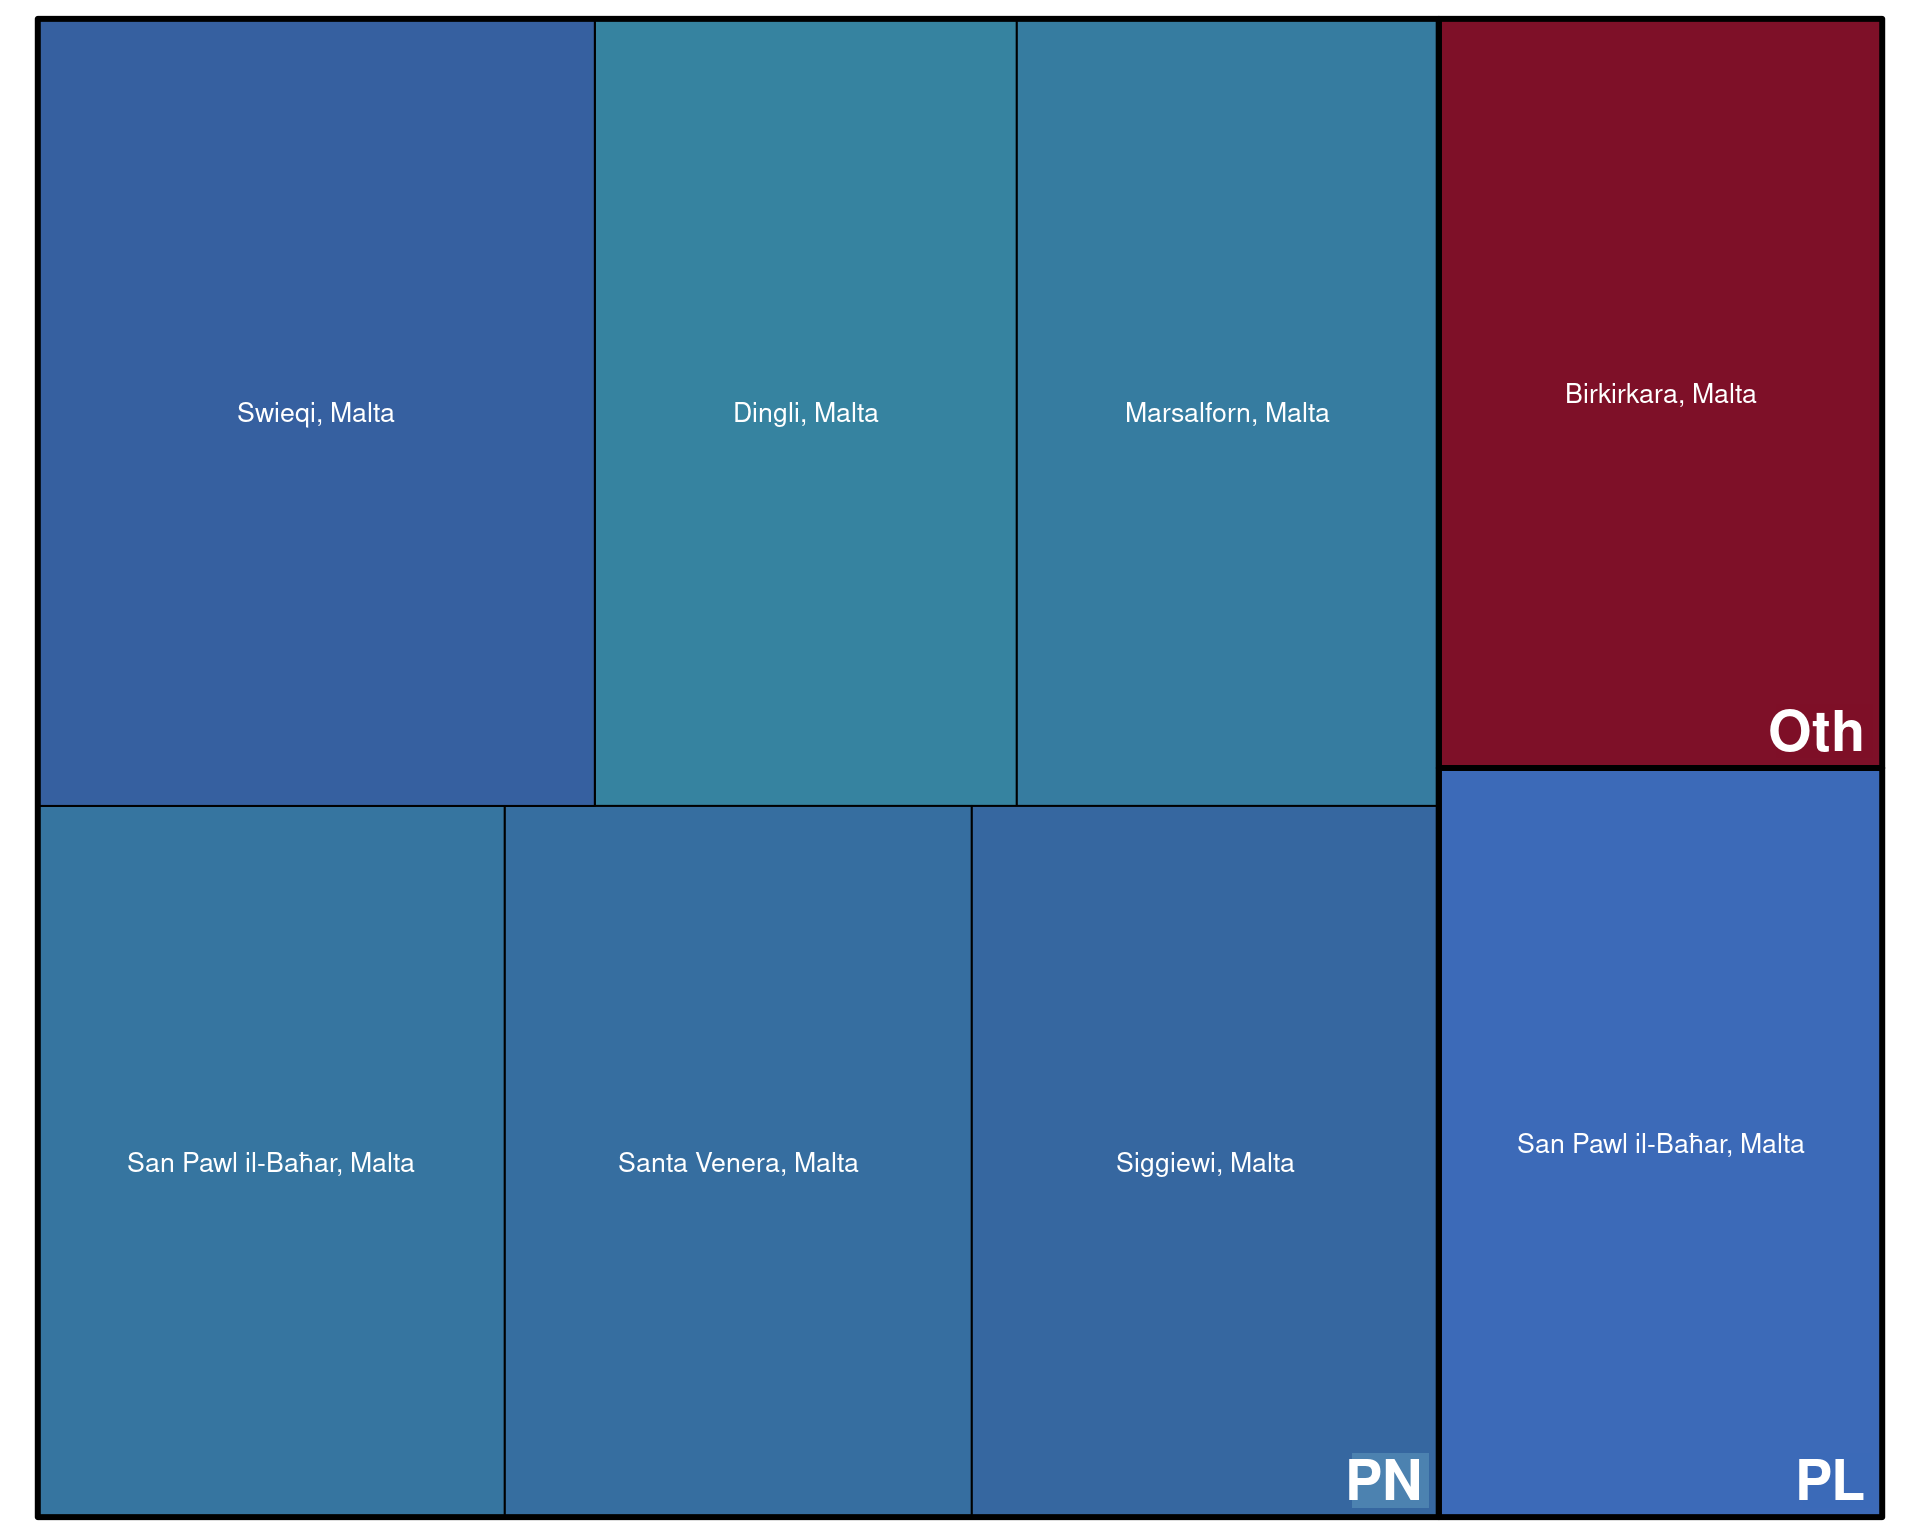 Swieqi, Malta
Dingli, Malta
Marsalforn, Malta
Birkirkara, Malta
Oth
San Pawl il-Baħar, Malta
Santa Venera, Malta
Siggiewi, Malta
PN
San Pawl il-Baħar, Malta
PL